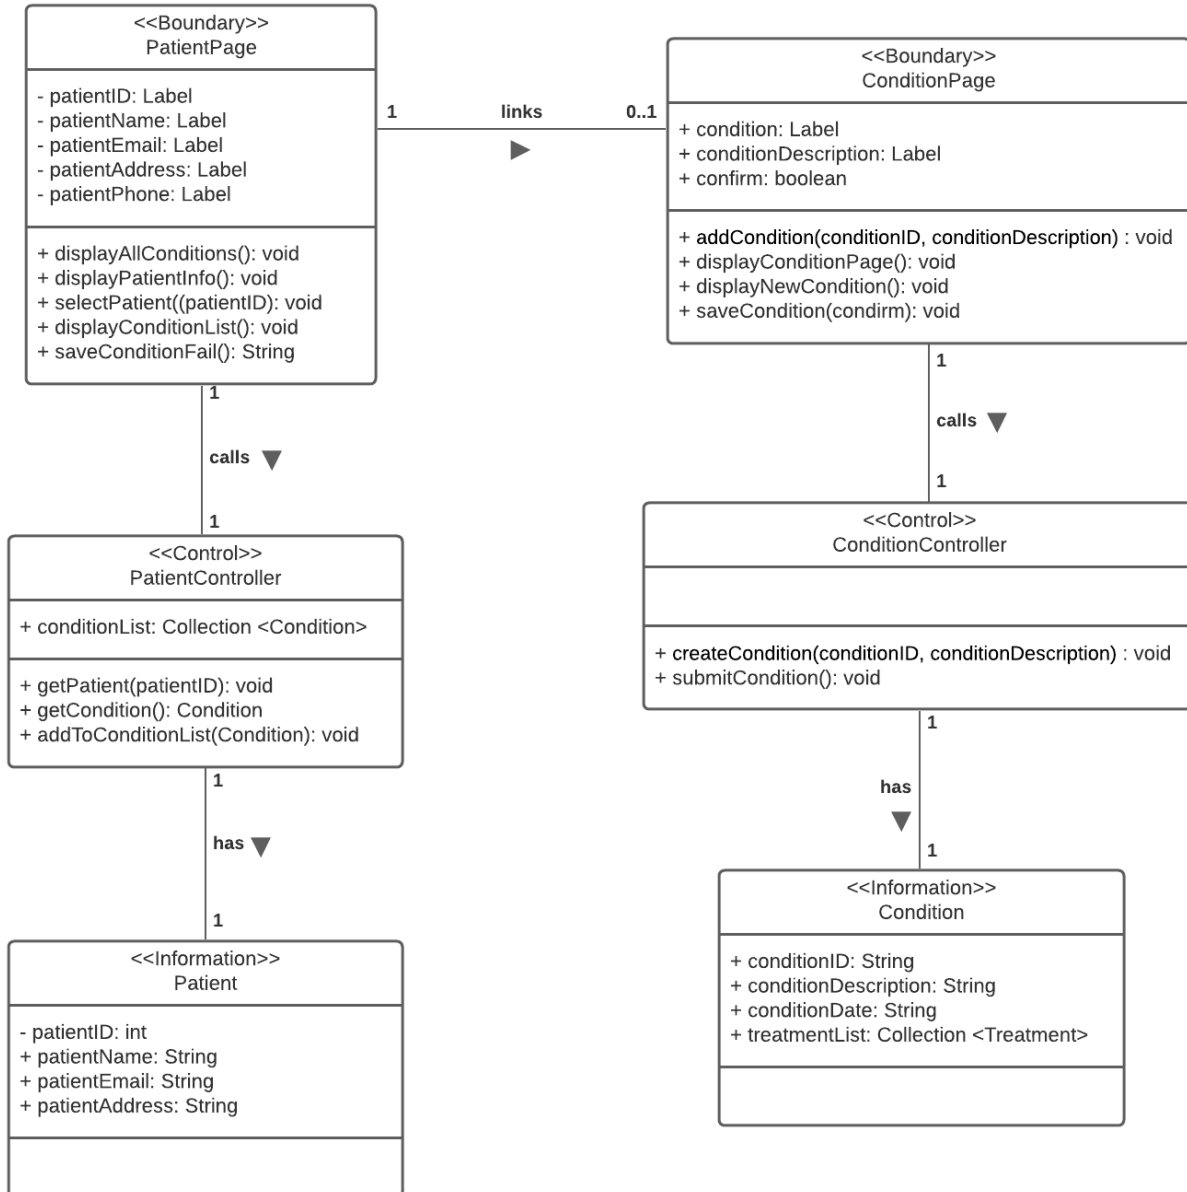 <<Boundary>>
PatientPage
- patientID: Label
- patientName: Label
- patientEmail: Label
- patientAddress: Label
- patientPhone: Label
+ displayAllConditions(): void
+ displayPatientInfo(): void
+ selectPatient((patientID): void
+ displayConditionList(): void
+ saveConditionFail(): String
1 links 0..1
<<Boundary>>
ConditionPage
+ condition: Label
+ conditionDescription: Label
+ confirm: boolean
+ addCondition(conditionID, conditionDescription) : void
+ displayConditionPage(): void
+ displayNewCondition(): void
+ saveCondition(condirm): void
1
calls
1
<<Control>>
PatientController
+ conditionList: Collection <Condition>
+ getPatient(patientID): void
+ getCondition(): Condition
+ addToConditionList(Condition): void
1
has
1
<<Information>>
Patient
- patientID: int
+ patientName: String
+ patientEmail: String
+ patientAddress: String
1
calls
1
<<Control>>
ConditionController
+ createCondition(conditionID, conditionDescription) : void
+ submitCondition(): void
1
has
1
<<Information>>
Condition
+ conditionID: String
+ conditionDescription: String
+ conditionDate: String
+ treatmentList: Collection <Treatment>